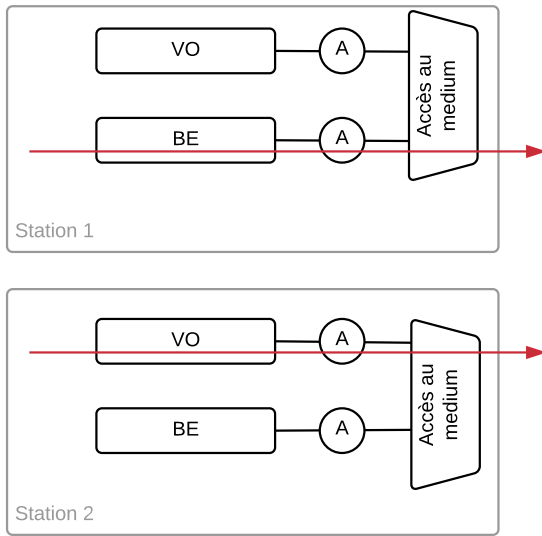 VO
A
Accès au
medium
BE
A
Station 1
VO
A
Accès au
medium
BE
A
Station 2